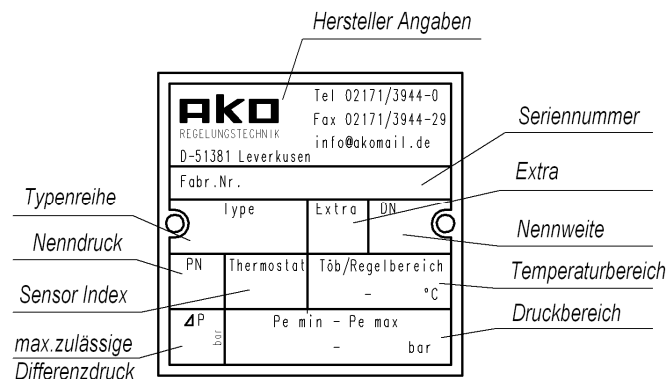 Hersteller Angaben
AKO
REGELUNGSTECHNIK
D-51381 Leverkusen
Tel 02171/3944-0
Fax 02171/3944-29
info@akomail.de
Seriennummer
Fabr.Nr.
Extra
Typenreihe
Type
Extra
DN
Nennweite
Nenndruck
PN
Thermostat
Töb/Regelbereich
- °C
Temperaturbereich
Sensor Index
Druckbereich
ΔP
bar
Pe min - Pe max
- bar
max.zulässige
Differenzdruck